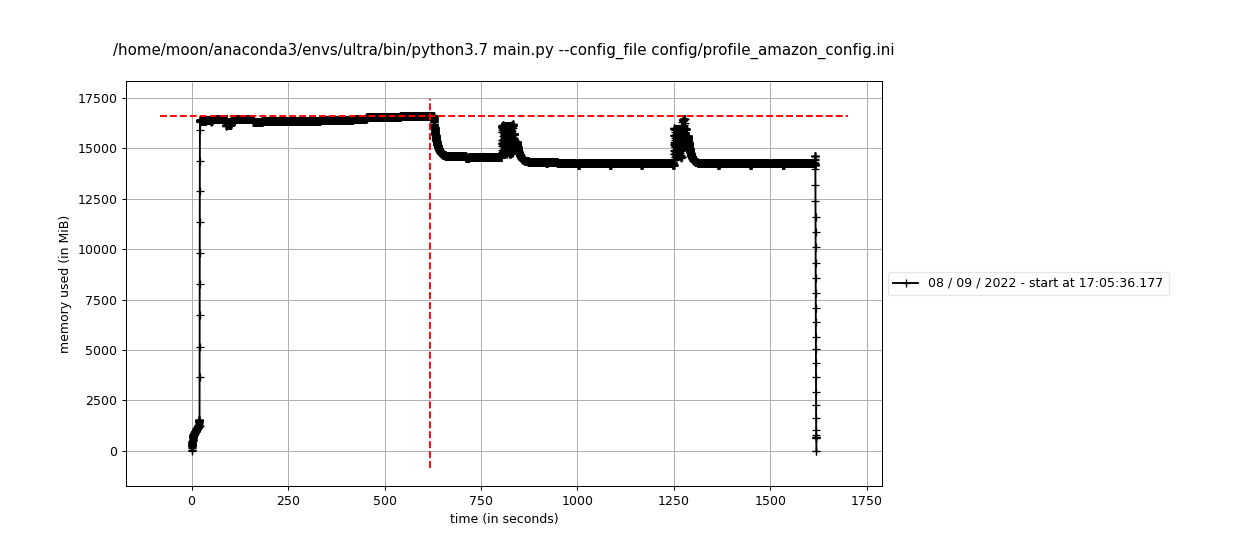 /home/moon/anaconda3/envs/ultra/bin/python3.7 main.py --config_file config/profile_amazon_config.ini
17500
15000
12500
10000
7500
5000
2500
0
memory used (in MiB)
0 250 500 750 1000 1250 1500 1750
time (in seconds)
08 / 09 / 2022 - start at 17:05:36.177